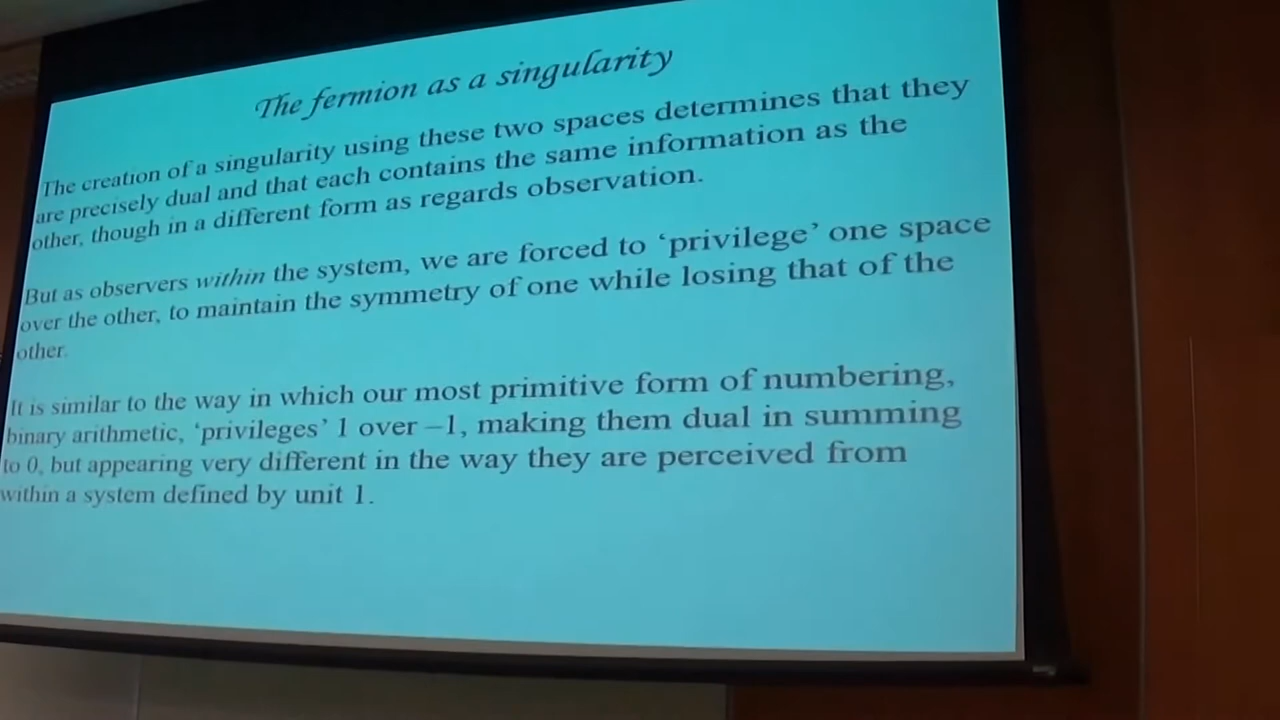 The fermion as a singularity
The creation of a singularity using these two spaces determines that they
are precisely dual and that each contains the same information as the
other, though in a different form as regards observation.
But as observers within the system, we are forced to ‘privilege’ one space
over the other, to maintain the symmetry of one while losing that of the
other.
It is similar to the way in which our most primitive form of numbering,
binary arithmetic, ‘privileges’ 1 over –1, making them dual in summing
to 0, but appearing very different in the way they are perceived from
within a system defined by unit 1.